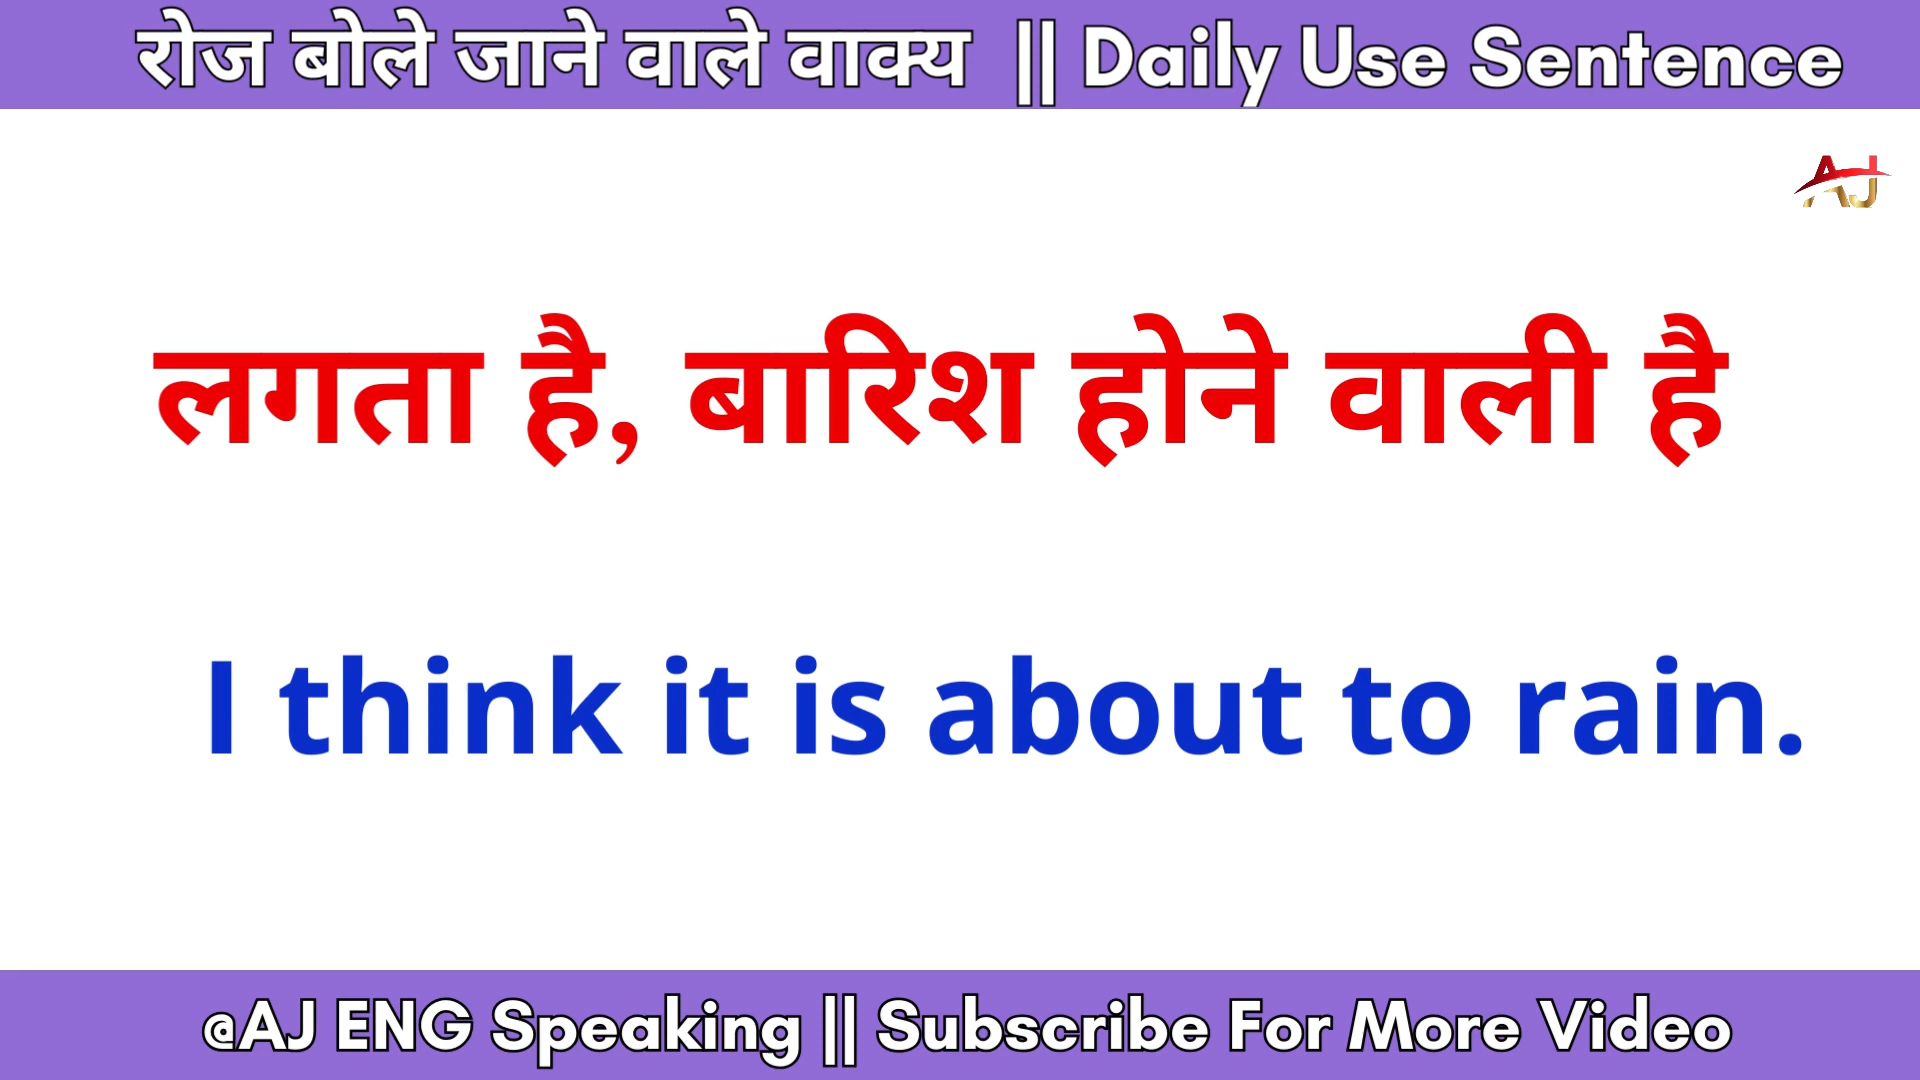 रोज बोले जाने वाले वाक्य || Daily Use Sentence
AJ
लगता है, बारिश होने वाली है
I think it is about to rain.
@AJ ENG Speaking || Subscribe For More Video